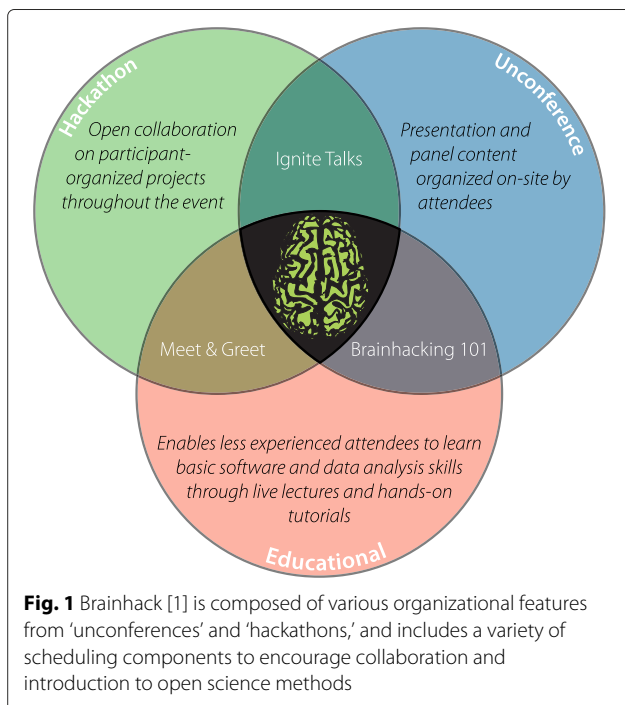 Hackathon
Unconference
Open collaboration
on participant-
organized projects
throughout the event
Ignite Talks
Presentation and
panel content
organized on-site by
attendees
Meet & Greet
Brainhacking 101
Enables less experienced attendees to learn
basic software and data analysis skills
through live lectures and hands-on
tutorials
Educational
Fig. 1 Brainhack [1] is composed of various organizational features
from ‘unconferences’ and ‘hackathons,’ and includes a variety of
scheduling components to encourage collaboration and
introduction to open science methods